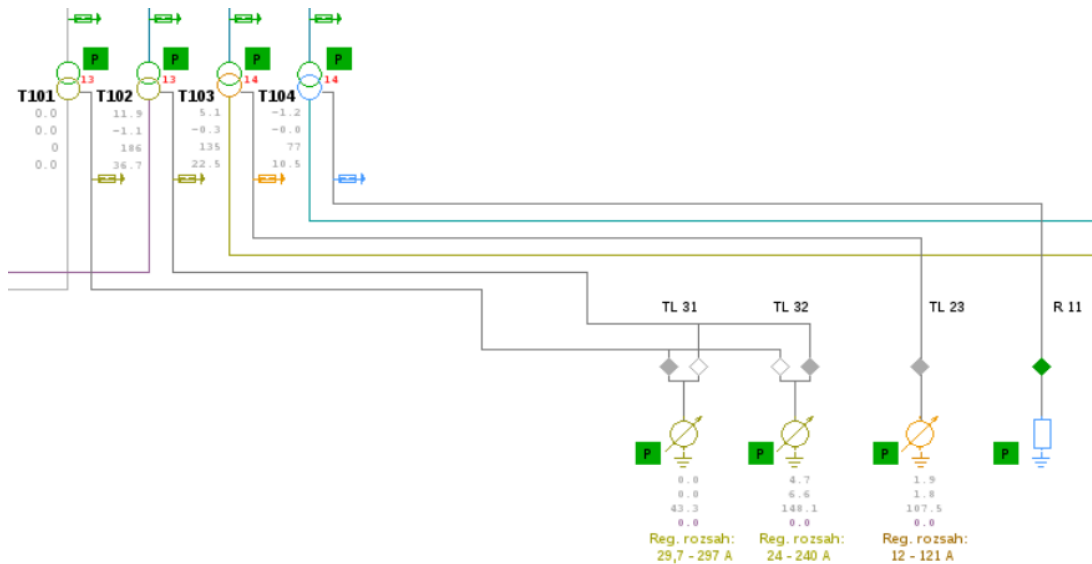 P P P P
13 13 14 14
T101 T102 T103 T104
0.0 11.9 5.1 -1.2
0.0 -1.1 -0.3 -0.0
0 106 135 77
0.0 36.7 22.5 10.5
TL 31 TL 32 TL 23 R 11
P P P P
0.0 4.7 1.9
0.0 6.6 1.8
43.3 148.1 107.5
0.0 0.0 0.0
Reg. rozsah: Reg. rozsah: Reg. rozsah:
29,7 - 297 A 24 - 240 A 12 - 121 A